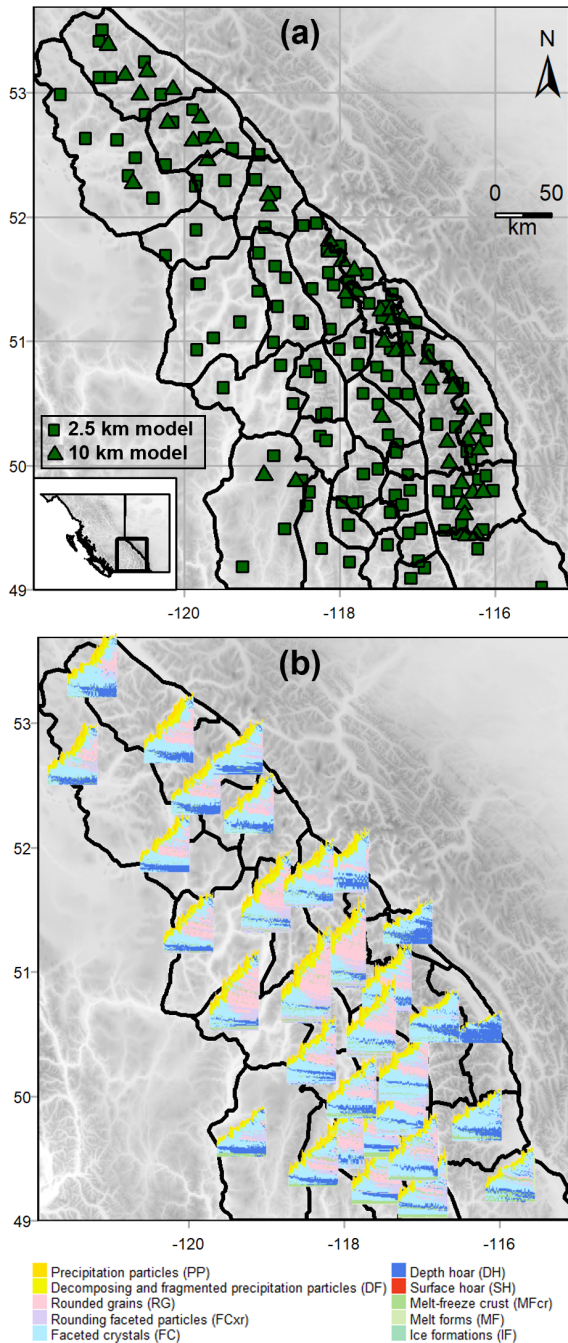 (a)
N
53
0 50
km
52
51
2.5 km model
10 km model
50
49
-120 -118 -116
(b)
53
52
51
50
49
-120 -118 -116
Precipitation particles (PP)
Decomposing and fragmented precipitation particles (DF)
Rounded grains (RG)
Rounding faceted particles (FCxr)
Faceted crystals (FC)
Depth hoar (DH)
Surface hoar (SH)
Melt-freeze crust (MFcr)
Melt forms (MF)
Ice formations (IF)